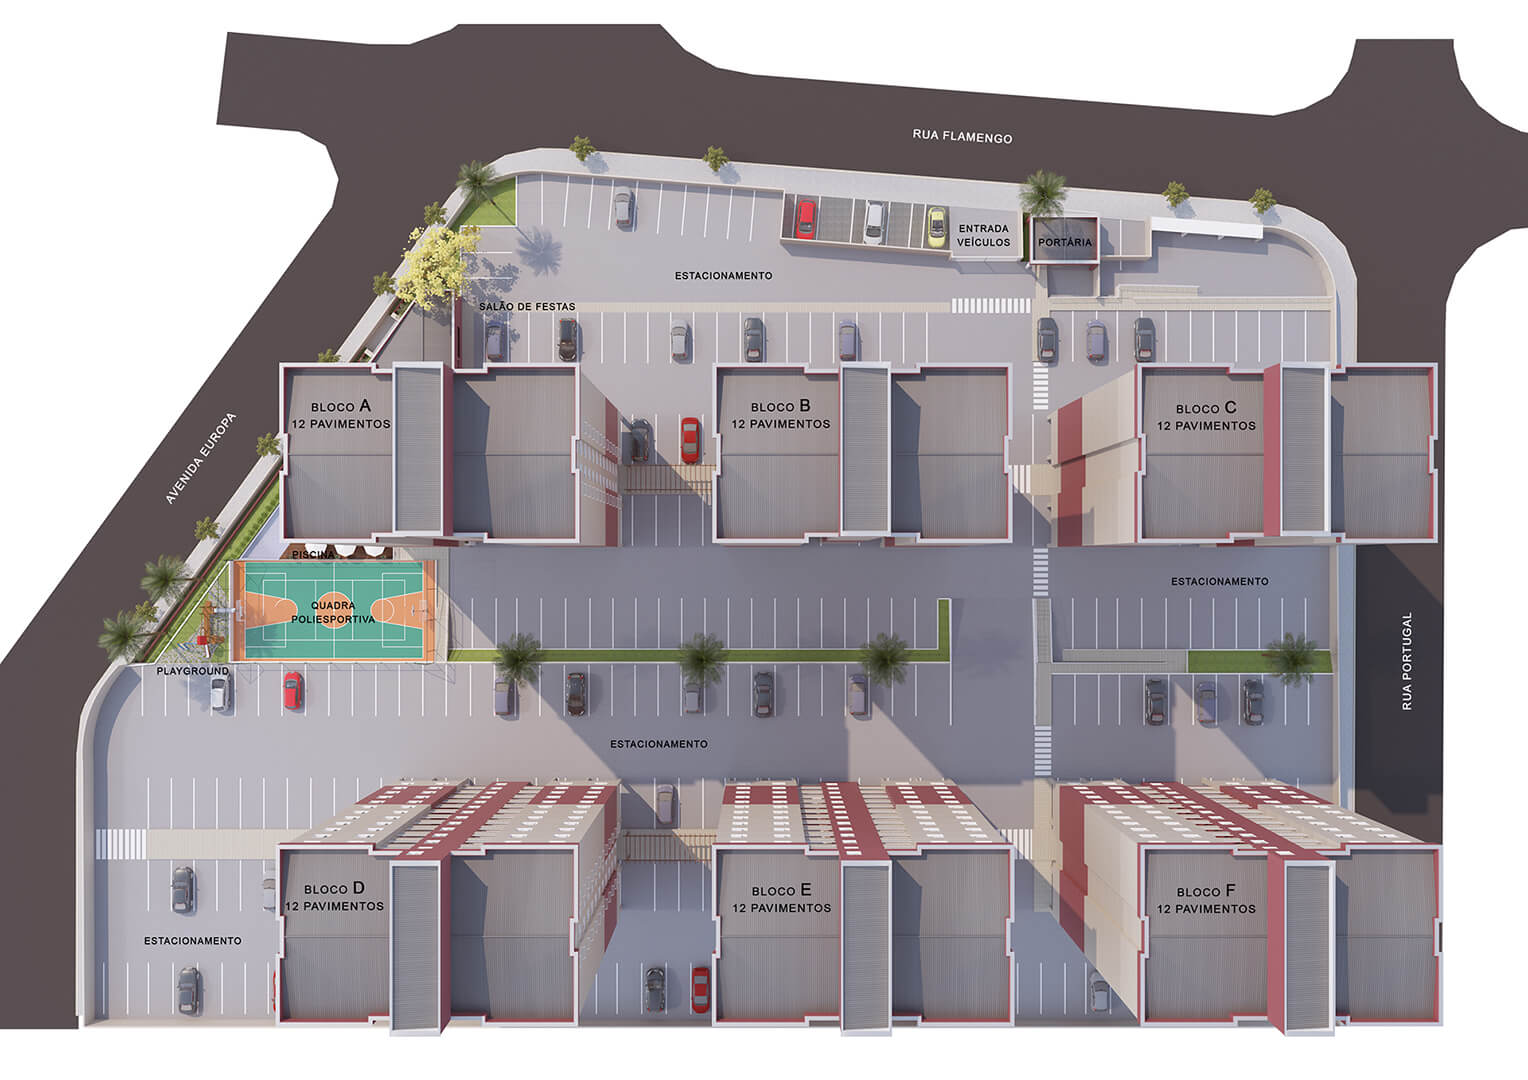 RUA FLAMENGO
ENTRADA
VEÍCULOS
PORTÁRIA
ESTACIONAMENTO
SALÃO DE FESTAS
BLOCO A
12 PAVIMENTOS
BLOCO B
12 PAVIMENTOS
BLOCO C
12 PAVIMENTOS
AVENIDA EUROPA
PISCINA
ESTACIONAMENTO
QUADRA
POLIESPORTIVA
PLAYGROUND
RUA PORTUGAL
ESTACIONAMENTO
BLOCO D
12 PAVIMENTOS
BLOCO E
12 PAVIMENTOS
BLOCO F
12 PAVIMENTOS
ESTACIONAMENTO